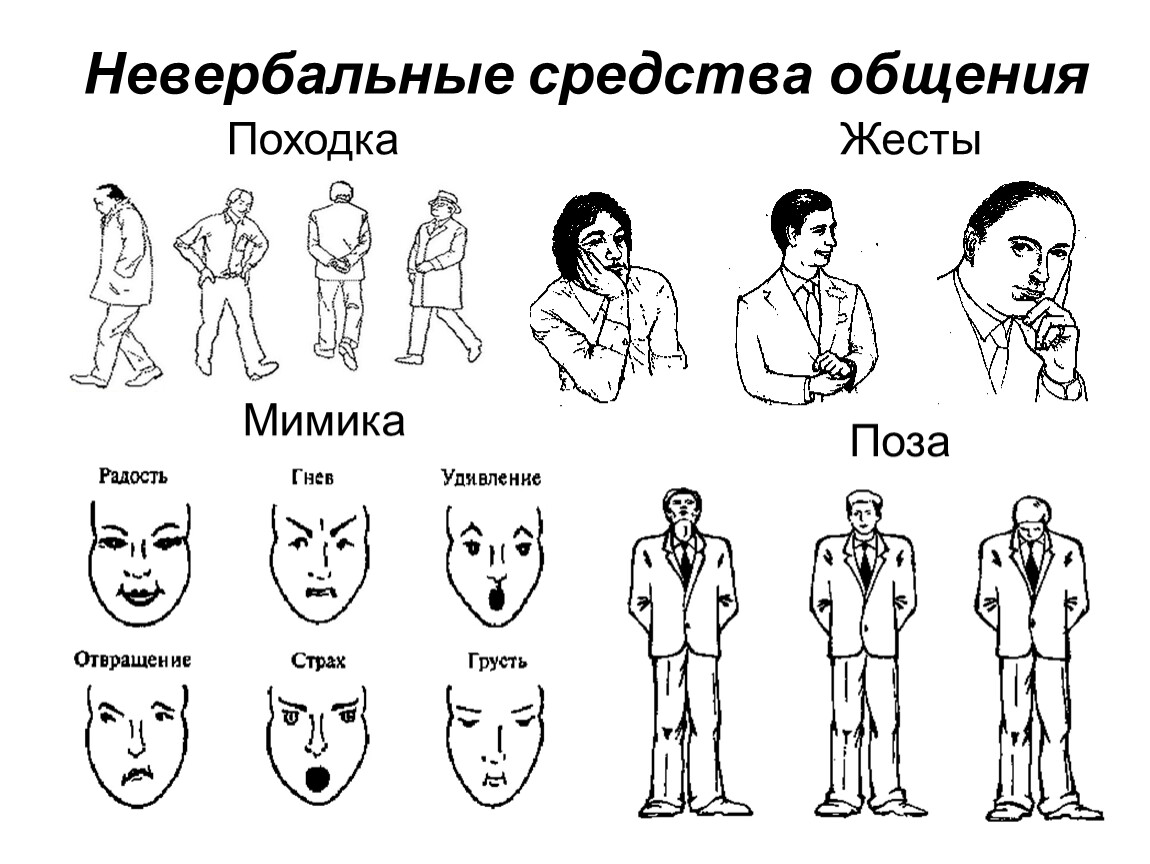 Невербальные средства общения
Походка
Жесты
Мимика
Поза
Радость
Гнев
Удивление
Отвращение
Страх
Грусть